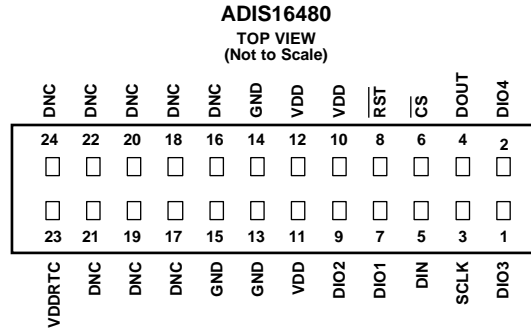 ADIS16480
TOP VIEW
(Not to Scale)
DNC DNC DNC DNC DNC GND VDD VDD RST CS DOUT DIO4
24 22 20 18 16 14 12 10 8 6 4 2
23 21 19 17 15 13 11 9 7 5 3 1
VDDRTC DNC DNC DNC GND GND VDD DIO2 DIO1 DIN SCLK DIO3